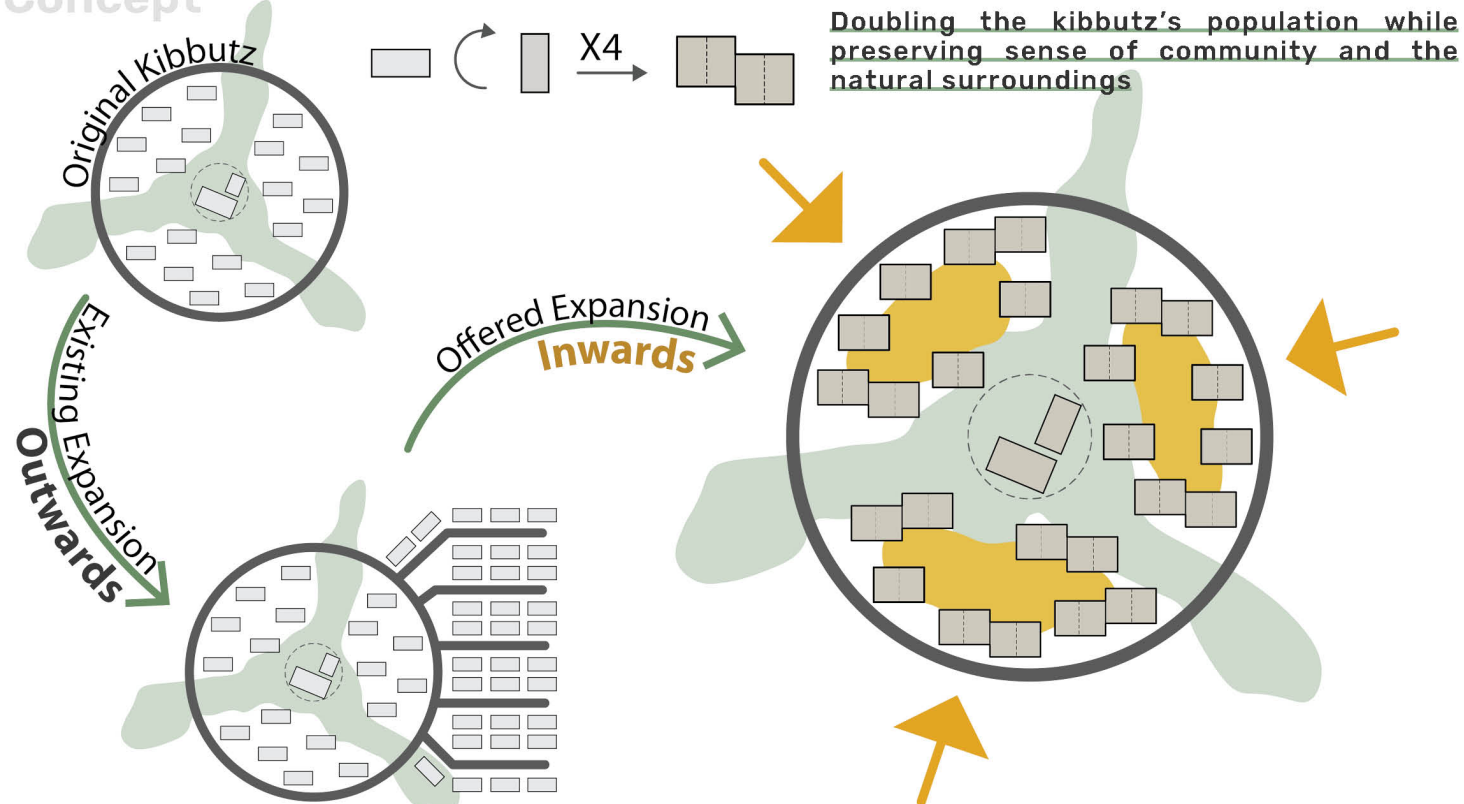 Concept
Original Kibbutz
X4
Doubling the kibbutz's population while
preserving sense of community and the
natural surroundings
Existing Expansion
Outwards
Offered Expansion
Inwards